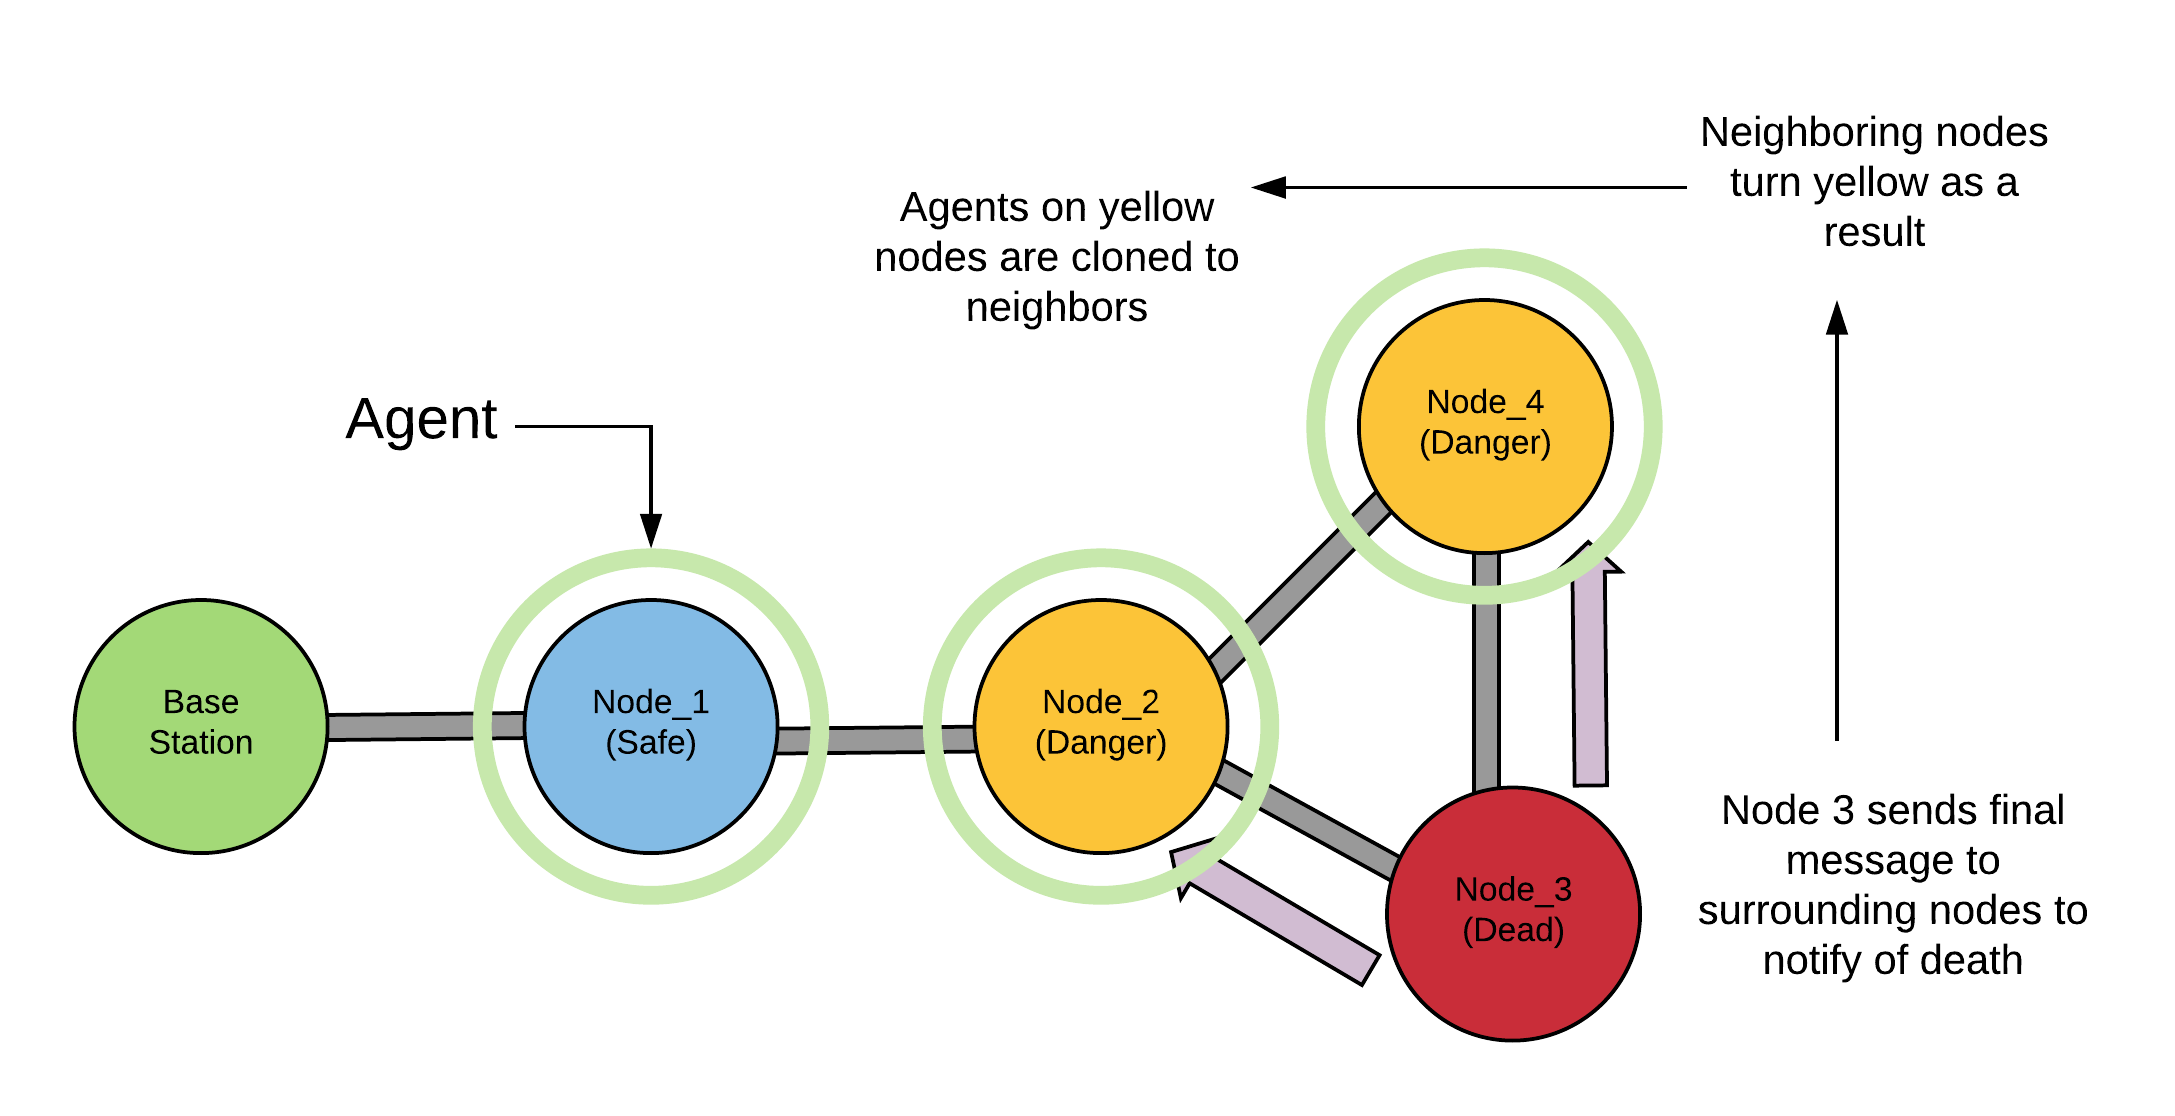 Neighboring nodes
turn yellow as a
result
Agents on yellow
nodes are cloned to
neighbors
Agent
Node_4
(Danger)
Base
Station
Node_1
(Safe)
Node_2
(Danger)
Node_3
(Dead)
Node 3 sends final
message to
surrounding nodes to
notify of death